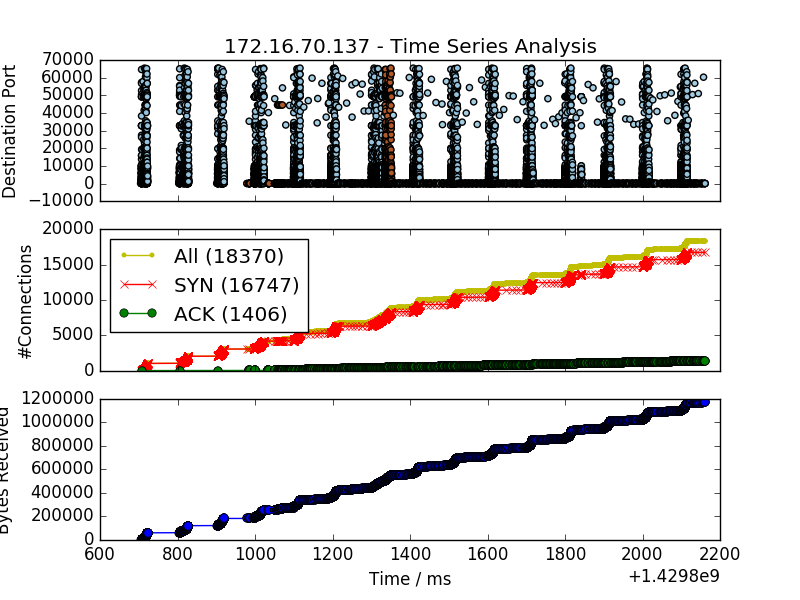 172.16.70.137 - Time Series Analysis
70000
60000
50000
40000
30000
20000
10000
0
−10000
Destination Port
20000
15000
10000
5000
0
#Connections
All (18370)
SYN (16747)
ACK (1406)
1200000
1000000
800000
600000
400000
200000
0
Bytes Received
600 800 1000 1200 1400 1600 1800 2000 2200
Time / ms
+1.4298e9